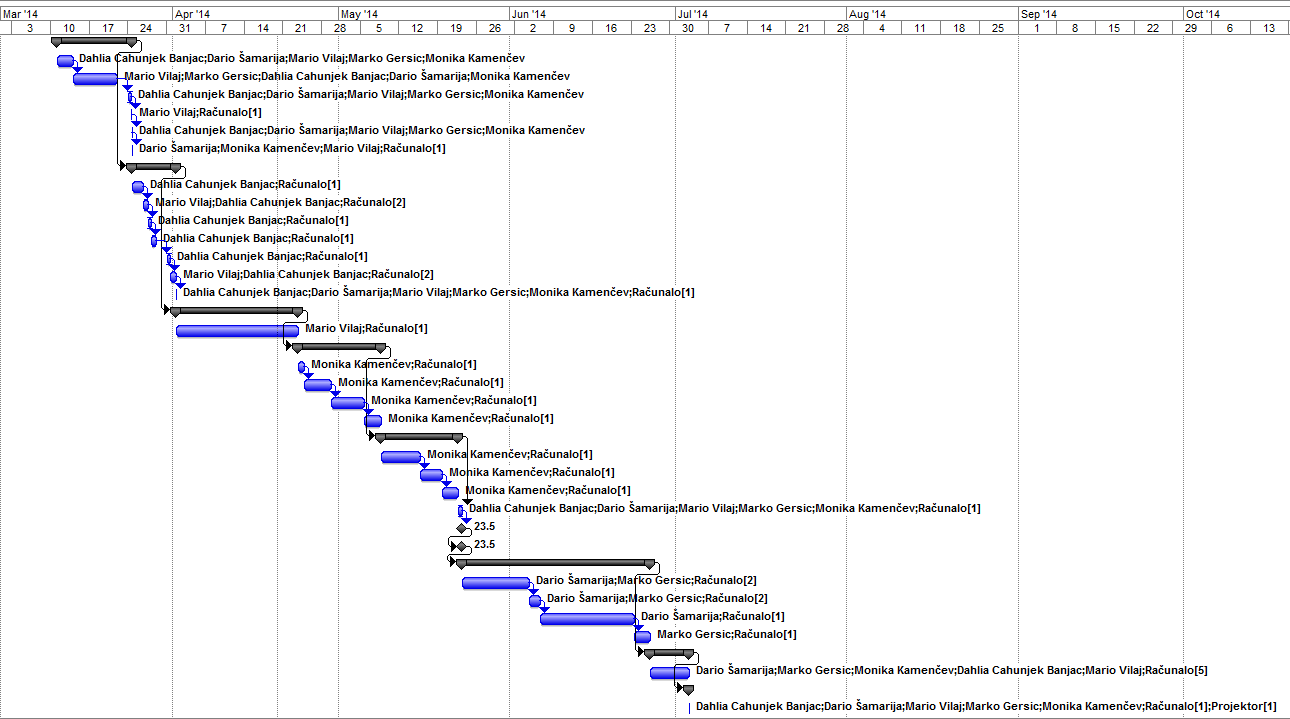 Mar '14 Apr '14 May '14 Jun '14 Jul '14 Aug '14 Sep '14 Oct '14
3 10 17 24 31 7 14 21 28 5 12 19 26 2 9 16 23 30 7 14 21 28 4 11 18 25 1 8 15 22 29 6 13
Dahlia Cahunjek Banjac;Dario Šamarija;Mario Vilaj;Marko Gersic;Monika Kamenčev
Mario Vilaj;Marko Gersic;Dahlia Cahunjek Banjac;Dario Šamarija;Monika Kamenčev
Dahlia Cahunjek Banjac;Dario Šamarija;Mario Vilaj;Marko Gersic;Monika Kamenčev
Mario Vilaj;Računalo[1]
Dahlia Cahunjek Banjac;Dario Šamarija;Mario Vilaj;Marko Gersic;Monika Kamenčev
Dario Šamarija;Monika Kamenčev;Mario Vilaj;Računalo[1]
Dahlia Cahunjek Banjac;Računalo[1]
Mario Vilaj;Dahlia Cahunjek Banjac;Računalo[2]
Dahlia Cahunjek Banjac;Računalo[1]
Dahlia Cahunjek Banjac;Računalo[1]
Dahlia Cahunjek Banjac;Računalo[1]
Mario Vilaj;Dahlia Cahunjek Banjac;Računalo[2]
Dahlia Cahunjek Banjac;Dario Šamarija;Mario Vilaj;Marko Gersic;Monika Kamenčev;Računalo[1]
Mario Vilaj;Računalo[1]
Monika Kamenčev;Računalo[1]
Monika Kamenčev;Računalo[1]
Monika Kamenčev;Računalo[1]
Monika Kamenčev;Računalo[1]
Monika Kamenčev;Računalo[1]
Monika Kamenčev;Računalo[1]
Monika Kamenčev;Računalo[1]
Dahlia Cahunjek Banjac;Dario Šamarija;Mario Vilaj;Marko Gersic;Monika Kamenčev;Računalo[1]
23.5
23.5
Dario Šamarija;Marko Gersic;Računalo[2]
Dario Šamarija;Marko Gersic;Računalo[2]
Dario Šamarija;Računalo[1]
Marko Gersic;Računalo[1]
Dario Šamarija;Marko Gersic;Monika Kamenčev;Dahlia Cahunjek Banjac;Mario Vilaj;Računalo[5]
Dahlia Cahunjek Banjac;Dario Šamarija;Mario Vilaj;Marko Gersic;Monika Kamenčev;Računalo[1];Projektor[1]